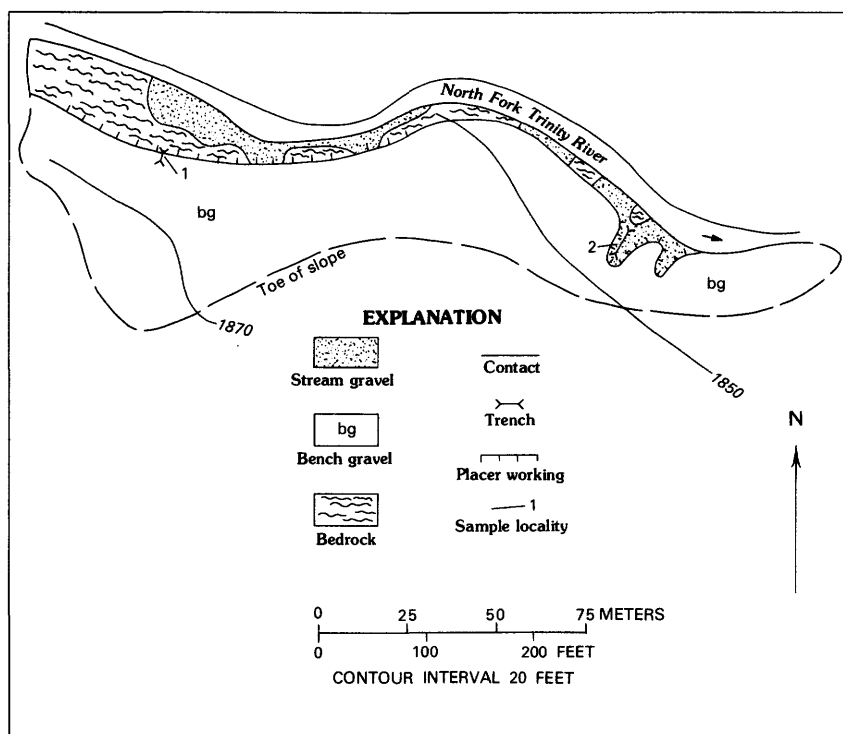 North Fork Trinity River
1
bg
2
bg
Toe of slope
1870
1850
EXPLANATION
Stream gravel
bg
Bench gravel
Bedrock
Contact
Trench
Placer working
1
Sample locality
N
0 25 50 75 METERS
0 100 200 FEET
CONTOUR INTERVAL 20 FEET